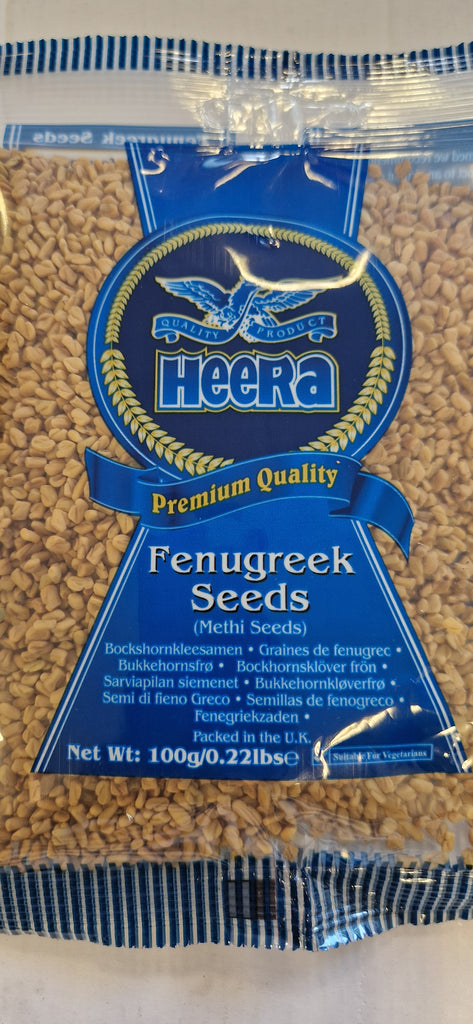 QUALITY PRODUCT
HEERA
Premium Quality
Fenugreek
Seeds
(Methi Seeds)
Bockshornkleesamen • Graines de fenugrec •
Bukkehornsfrø • Bockhornsklöver frön •
Sarviapilan siemenet • Bukkehornkløverfrø •
Semi di fieno Greco • Semillas de fenogreco •
Fenegriekzaden •
Packed in the U.K.
Net Wt: 100g/0.22lbs℮
Suitable For Vegetarians